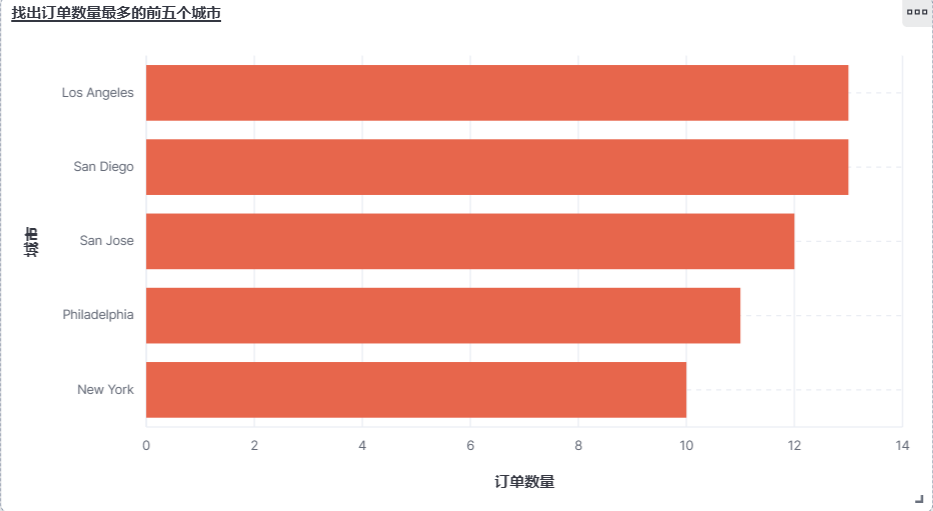 找出订单数量最多的前五个城市
Los Angeles
San Diego
San Jose
Philadelphia
New York
城市
0 2 4 6 8 10 12 14
订单数量